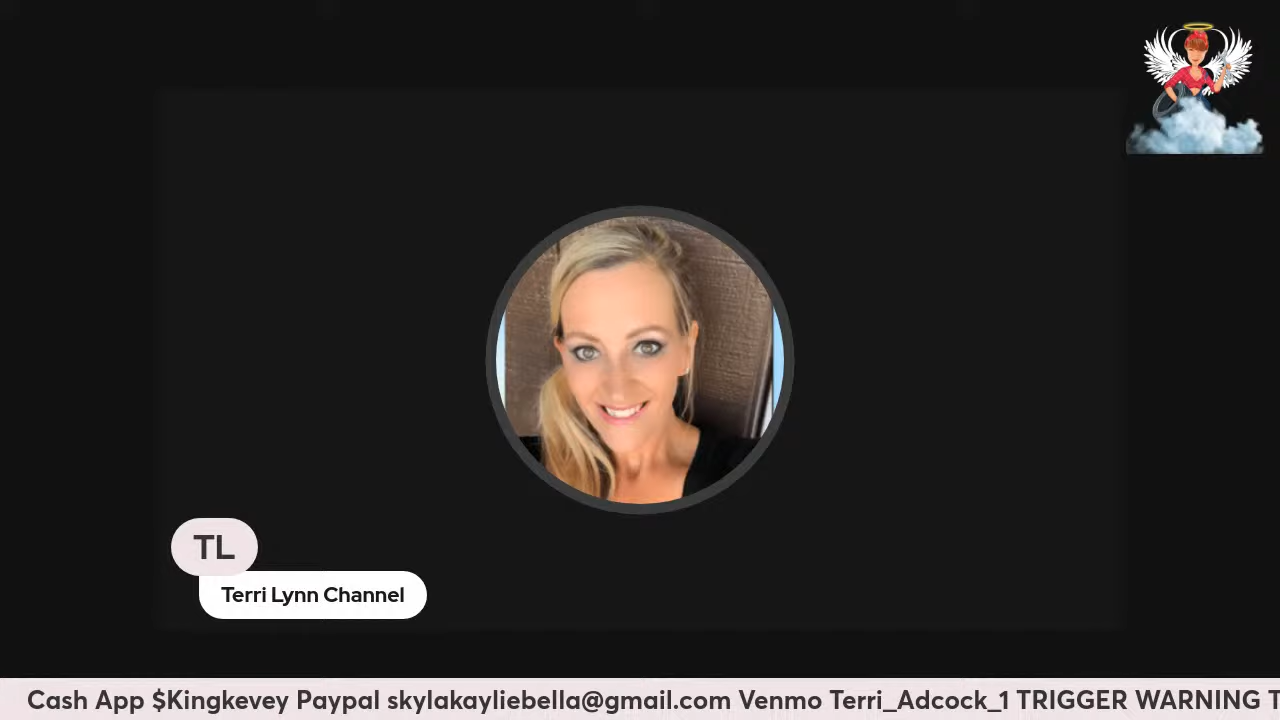 TL
Terri Lynn Channel
Cash App $Kingkevey Paypal skylakayliebella@gmail.com Venmo Terri_Adcock_1 TRIGGER WARNING T